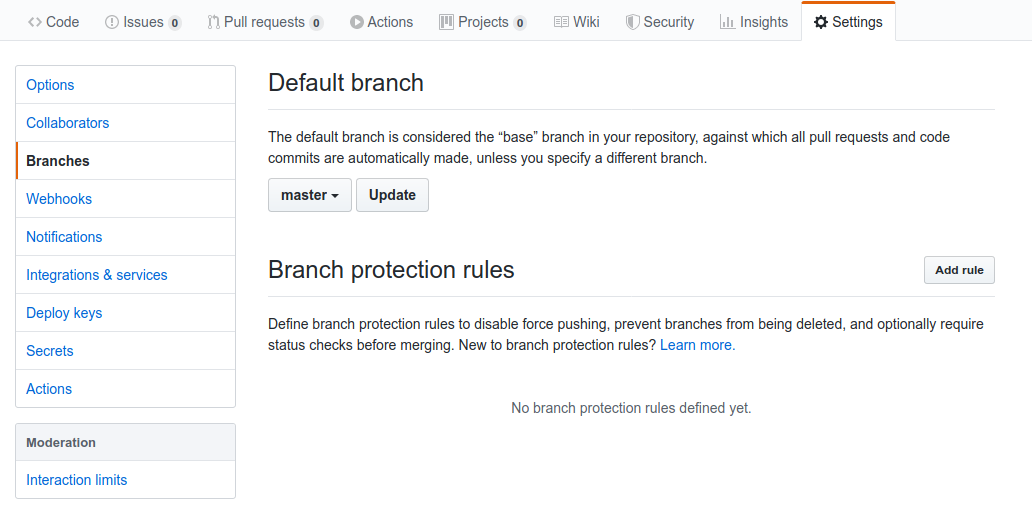 Code Issues 0 Pull requests 0 Actions Projects 0 Wiki Security Insights Settings
Options
Collaborators
Branches
Webhooks
Notifications
Integrations & services
Deploy keys
Secrets
Actions
Moderation
Interaction limits
Default branch
The default branch is considered the “base” branch in your repository, against which all pull requests and code
commits are automatically made, unless you specify a different branch.
master Update
Branch protection rules Add rule
Define branch protection rules to disable force pushing, prevent branches from being deleted, and optionally require
status checks before merging. New to branch protection rules? Learn more.
No branch protection rules defined yet.